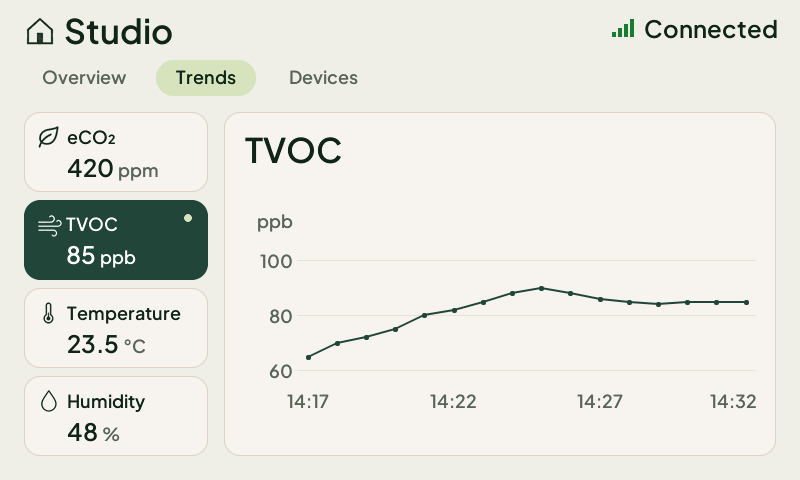 Studio
Connected
Overview
Trends
Devices
eCO₂
420 ppm
TVOC
85 ppb
Temperature
23.5 °C
Humidity
48 %
TVOC
ppb
100
80
60
14:17
14:22
14:27
14:32